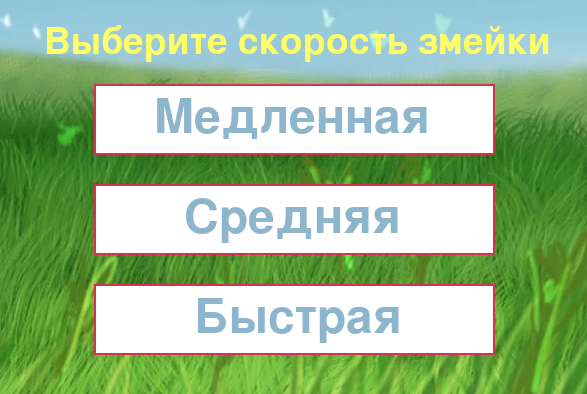 Выберите скорость змейки
Медленная
Средняя
Быстрая